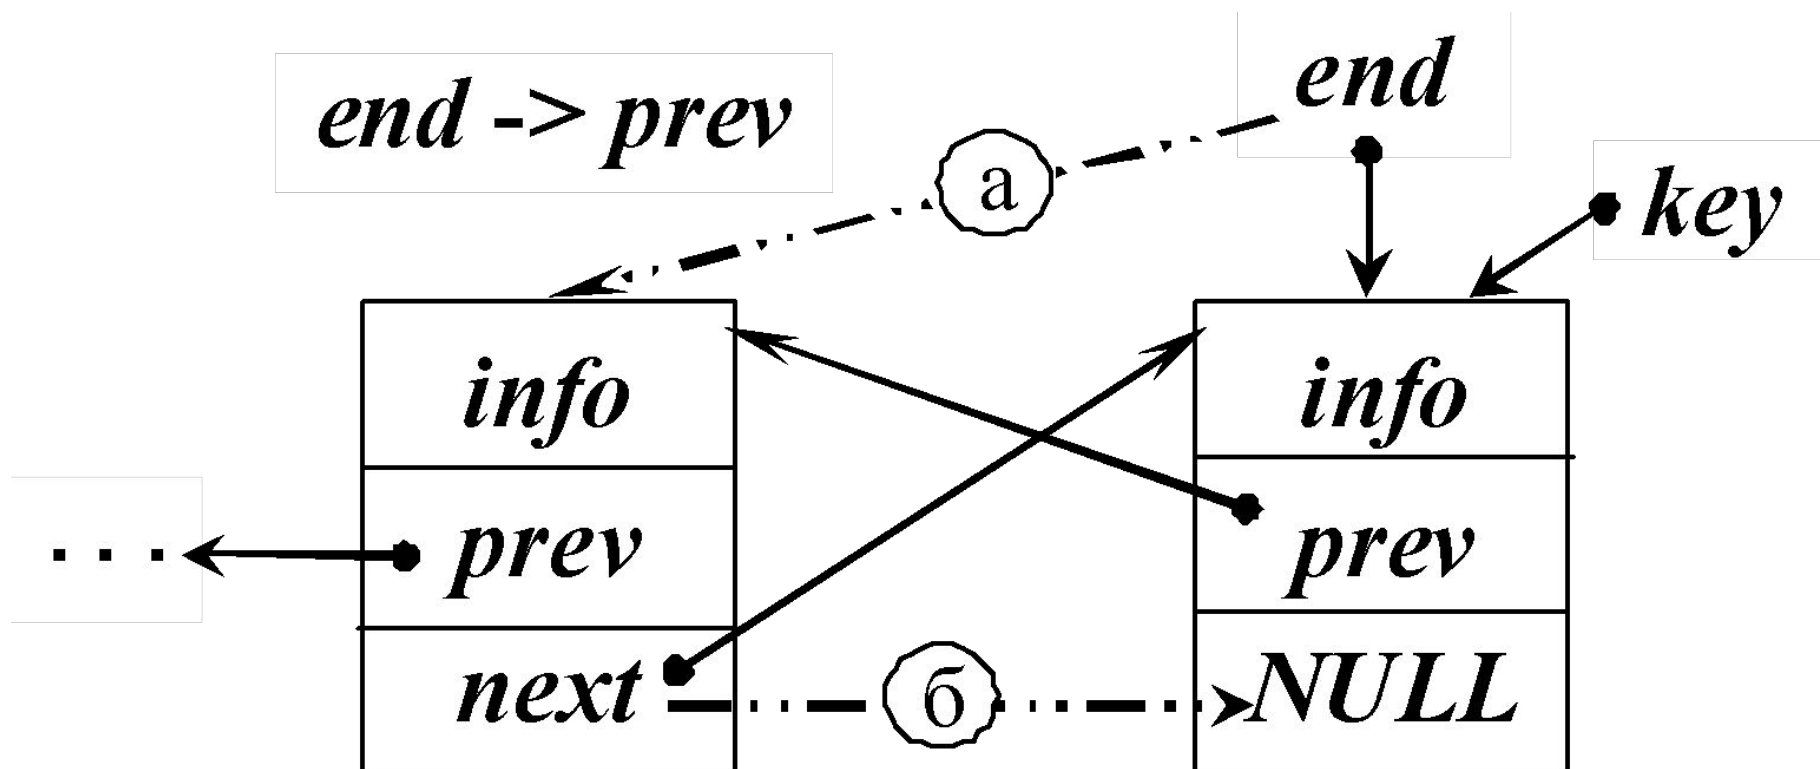 end -> prev
end
а
key
info
info
. . .
prev
prev
next
б
NULL